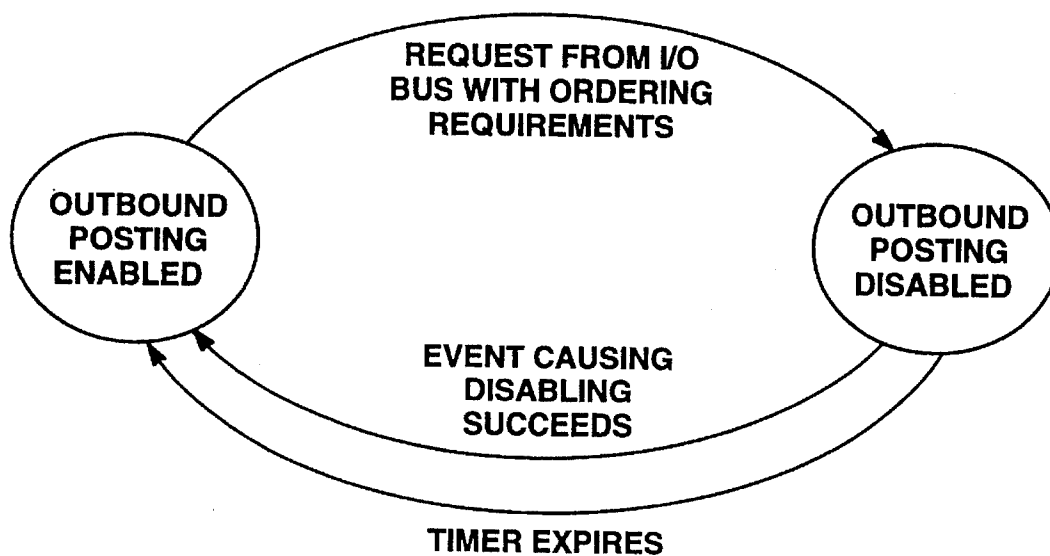 REQUEST FROM I/O
BUS WITH ORDERING
REQUIREMENTS
OUTBOUND
POSTING
ENABLED
OUTBOUND
POSTING
DISABLED
EVENT CAUSING
DISABLING
SUCCEEDS
TIMER EXPIRES